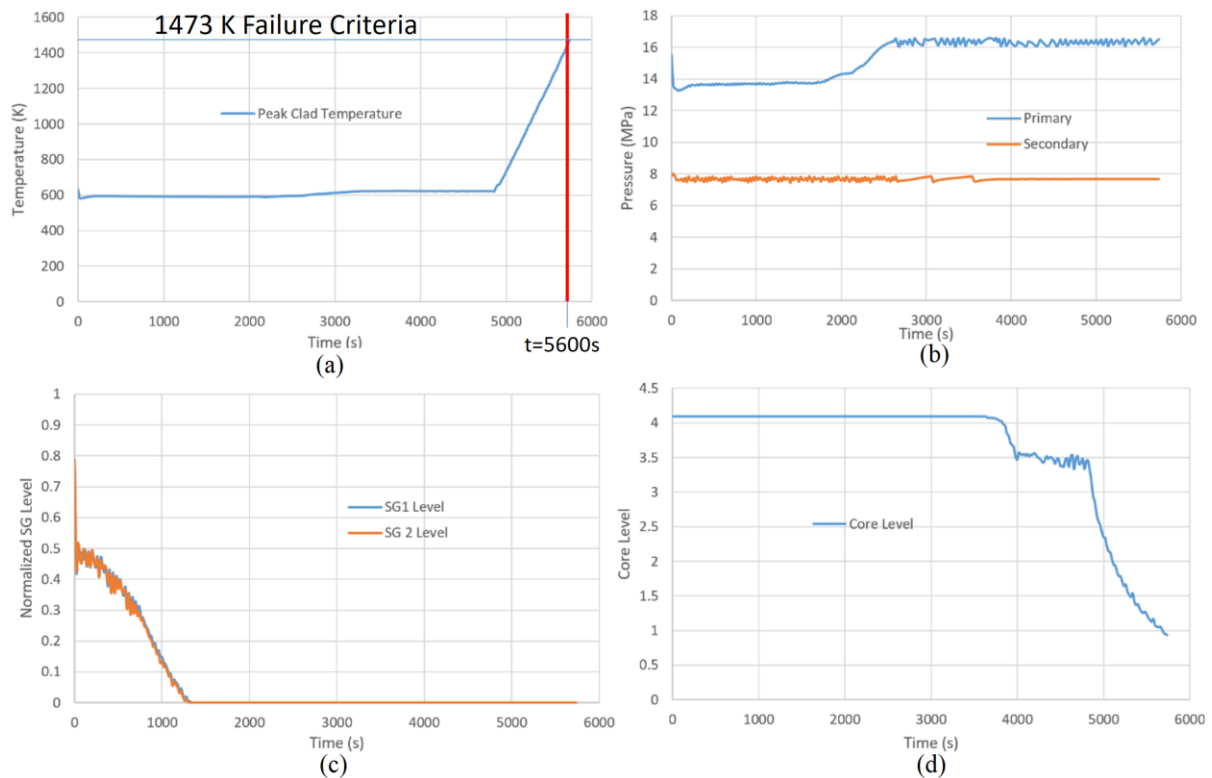 1473 K Failure Criteria
1600
1400
1200
1000
800
600
400
200
0
Temperature (K)
Peak Clad Temperature
0 1000 2000 3000 4000 5000 6000
Time (s)
t=5600s
(a)
18
16
14
12
10
8
6
4
2
0
Pressure (MPa)
Primary
Secondary
0 1000 2000 3000 4000 5000 6000
Time (s)
(b)
1
0.9
0.8
0.7
0.6
0.5
0.4
0.3
0.2
0.1
0
Normalized SG Level
SG1 Level
SG 2 Level
0 1000 2000 3000 4000 5000 6000
Time (s)
(c)
4.5
4
3.5
3
2.5
2
1.5
1
0.5
0
Core Level
Core Level
0 1000 2000 3000 4000 5000 6000
Time (s)
(d)